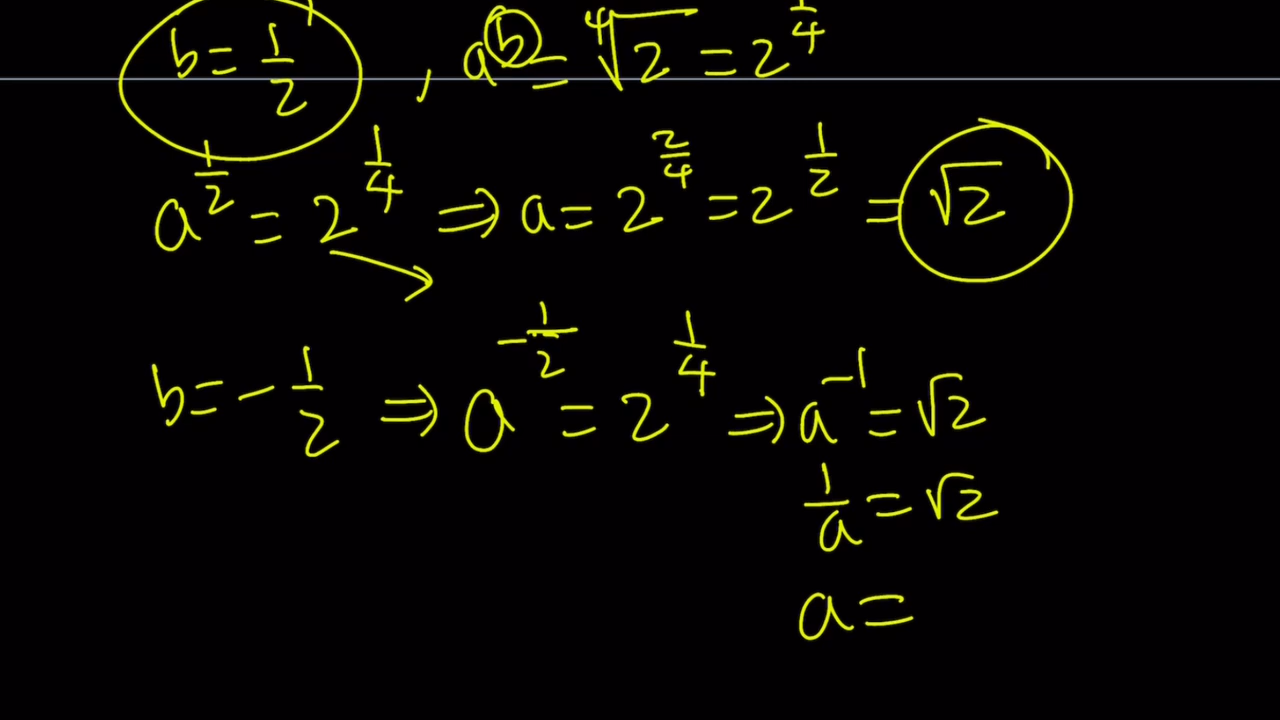 b = 1/2 , a^b = ⁴√2 = 2^(1/4)
a^(1/2) = 2^(1/4) ⇒ a = 2^(2/4) = 2^(1/2) = √2
b = -1/2 ⇒ a^(-1/2) = 2^(1/4) ⇒ a^(-1) = √2
1/a = √2
a =